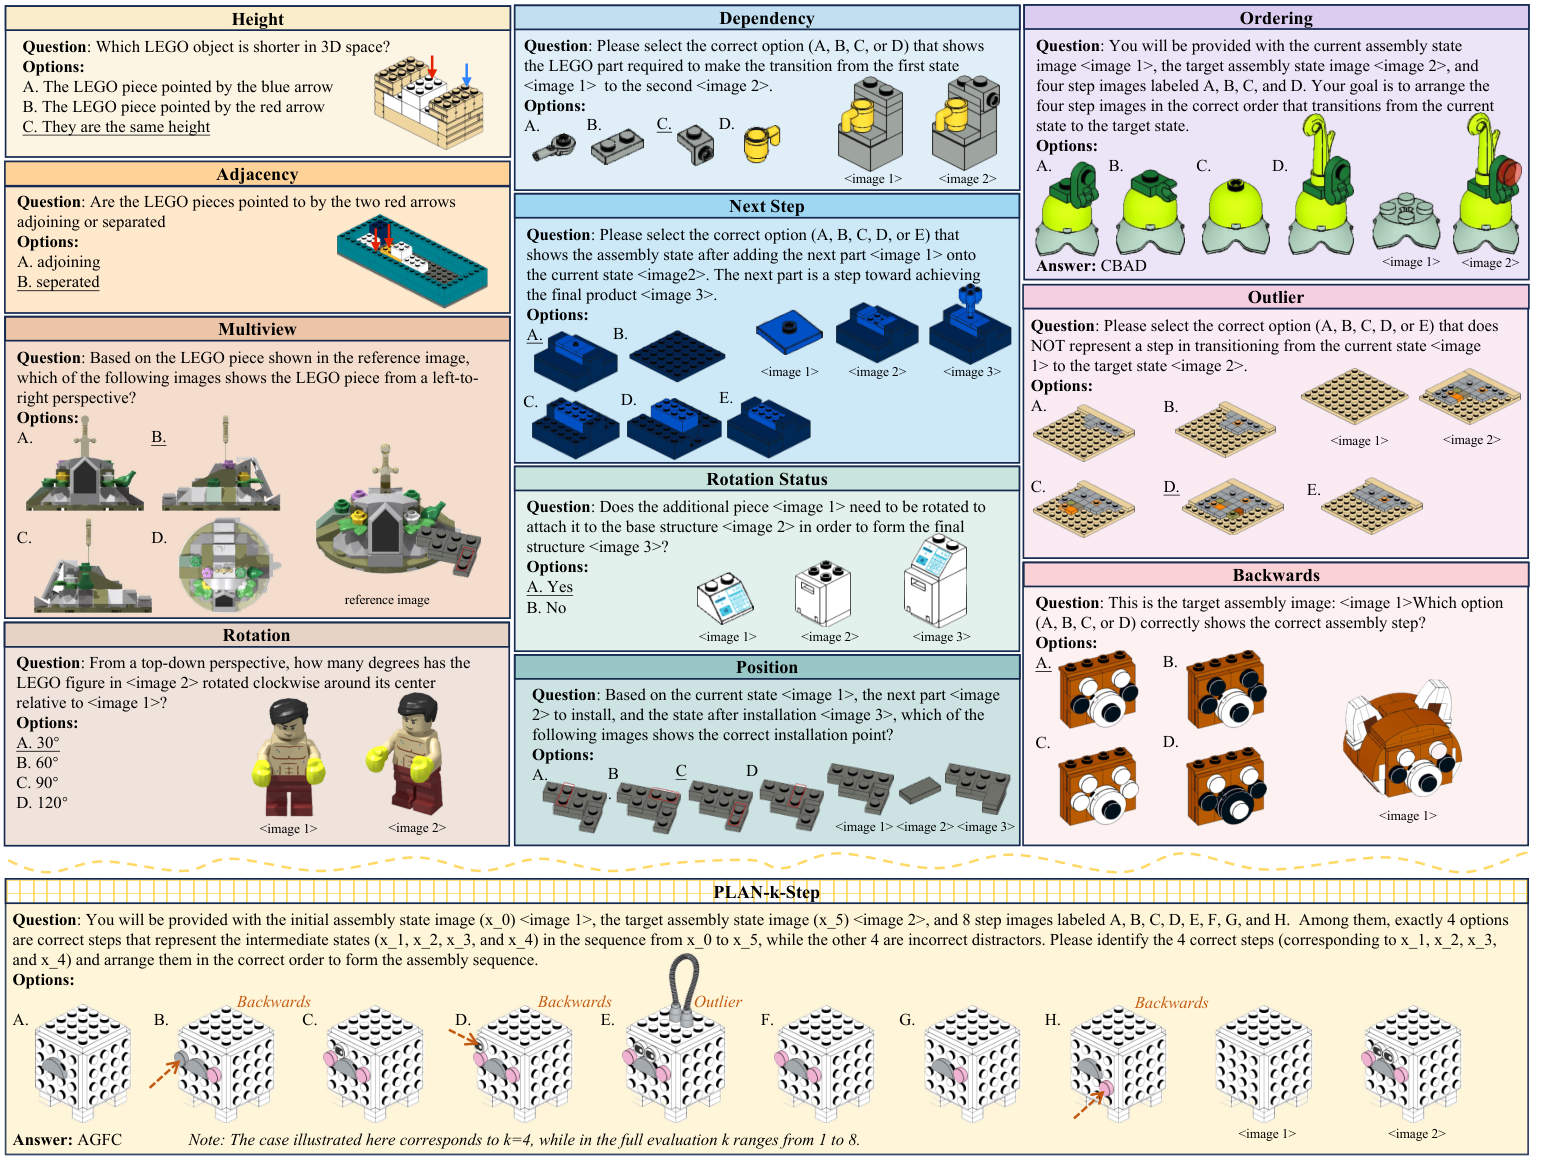 Height
Question: Which LEGO object is shorter in 3D space?
Options:
A. The LEGO piece pointed by the blue arrow
B. The LEGO piece pointed by the red arrow
C. They are the same height
Adjacency
Question: Are the LEGO pieces pointed to by the two red arrows
adjoining or separated
Options:
A. adjoining
B. seperated
Multiview
Question: Based on the LEGO piece shown in the reference image,
which of the following images shows the LEGO piece from a left-to-
right perspective?
Options:
A.
B.
C.
D.
reference image
Rotation
Question: From a top-down perspective, how many degrees has the
LEGO figure in <image 2> rotated clockwise around its center
relative to <image 1>?
Options:
A. 30°
B. 60°
C. 90°
D. 120°
<image 1>
<image 2>
Dependency
Question: Please select the correct option (A, B, C, or D) that shows
the LEGO part required to make the transition from the first state
<image 1> to the second <image 2>.
Options:
A.
B.
C.
D.
<image 1>
<image 2>
Next Step
Question: Please select the correct option (A, B, C, D, or E) that
shows the assembly state after adding the next part <image 1> onto
the current state <image2>. The next part is a step toward achieving
the final product <image 3>.
Options:
A.
B.
<image 1>
<image 2>
<image 3>
C.
D.
E.
Rotation Status
Question: Does the additional piece <image 1> need to be rotated to
attach it to the base structure <image 2> in order to form the final
structure <image 3>?
Options:
A. Yes
B. No
<image 1>
<image 2>
<image 3>
Position
Question: Based on the current state <image 1>, the next part <image
2> to install, and the state after installation <image 3>, which of the
following images shows the correct installation point?
Options:
A.
B
.
C
D
<image 1> <image 2> <image 3>
Ordering
Question: You will be provided with the current assembly state
image <image 1>, the target assembly state image <image 2>, and
four step images labeled A, B, C, and D. Your goal is to arrange the
four step images in the correct order that transitions from the current
state to the target state.
Options:
A.
B.
C.
D.
<image 1>
<image 2>
Answer: CBAD
Outlier
Question: Please select the correct option (A, B, C, D, or E) that does
NOT represent a step in transitioning from the current state <image
1> to the target state <image 2>.
Options:
A.
B.
<image 1>
<image 2>
C.
D.
E.
Backwards
Question: This is the target assembly image: <image 1>Which option
(A, B, C, or D) correctly shows the correct assembly step?
Options:
A.
B.
C.
D.
<image 1>
PLAN-k-Step
Question: You will be provided with the initial assembly state image (x_0) <image 1>, the target assembly state image (x_5) <image 2>, and 8 step images labeled A, B, C, D, E, F, G, and H. Among them, exactly 4 options
are correct steps that represent the intermediate states (x_1, x_2, x_3, and x_4) in the sequence from x_0 to x_5, while the other 4 are incorrect distractors. Please identify the 4 correct steps (corresponding to x_1, x_2, x_3,
and x_4) and arrange them in the correct order to form the assembly sequence.
Options:
A.
B.
Backwards
C.
D.
Backwards
E.
Outlier
F.
G.
H.
Backwards
<image 1>
<image 2>
Answer: AGFC
Note: The case illustrated here corresponds to k=4, while in the full evaluation k ranges from 1 to 8.